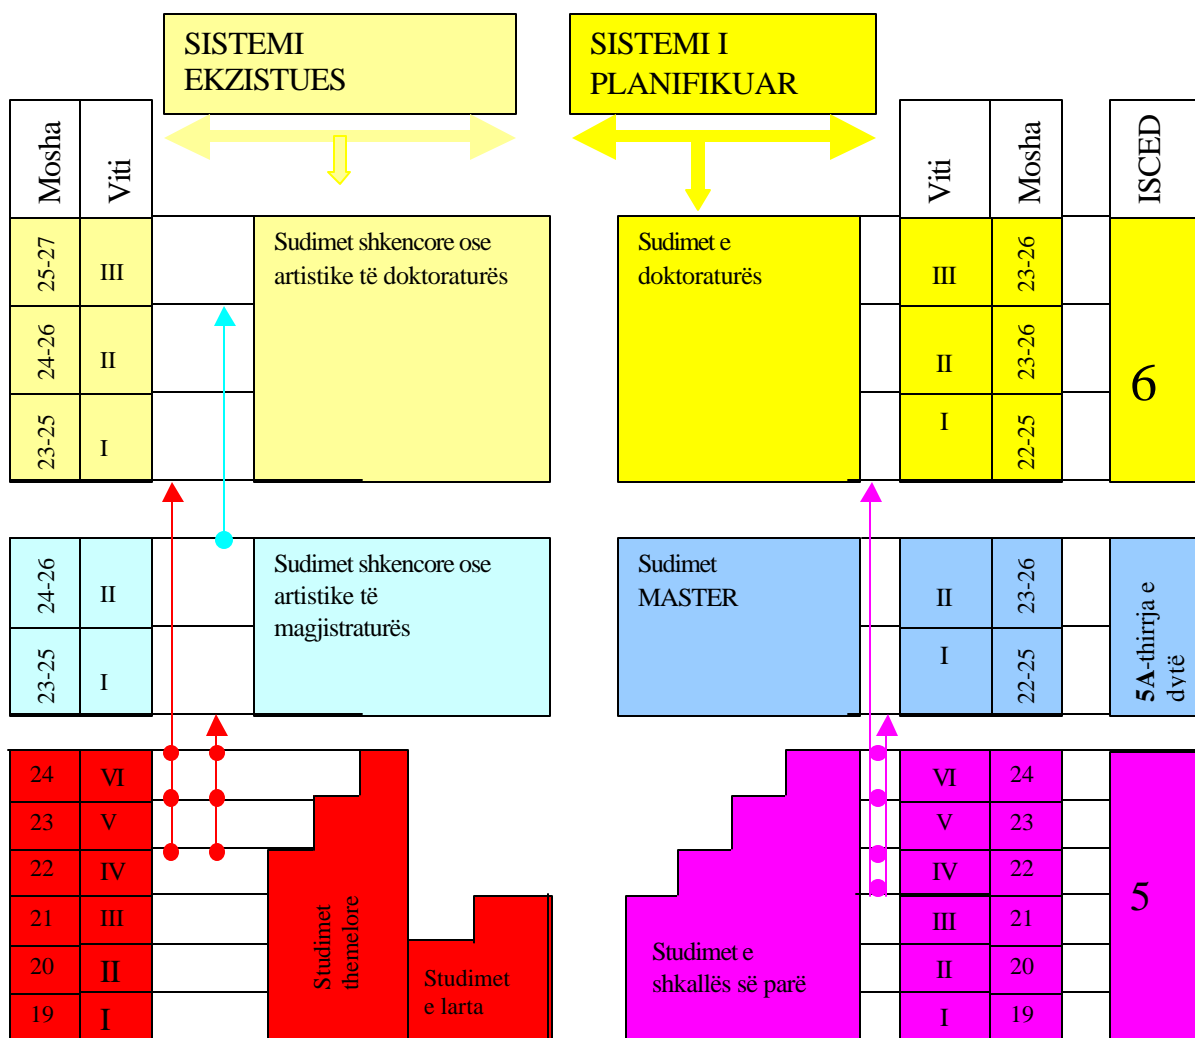 SISTEMI
EKZISTUES
SISTEMI I
PLANIFIKUAR
Mosha
Viti
Viti
Mosha
ISCED
25-27
III
Sudimet shkencore ose
artistike të doktoraturës
Sudimet e
doktoraturës
III
23-26
24-26
II
II
23-26
6
23-25
I
I
22-25
24-26
II
Sudimet shkencore ose
artistike të
magjistraturës
Sudimet
MASTER
II
23-26
5A-thirrja e
dytë
23-25
I
I
22-25
24
VI
VI
24
23
V
V
23
22
IV
IV
22
5
21
III
III
21
20
II
II
20
19
I
I
19
Studimet
themelore
Studimet
e larta
Studimet e
shkallës së parë